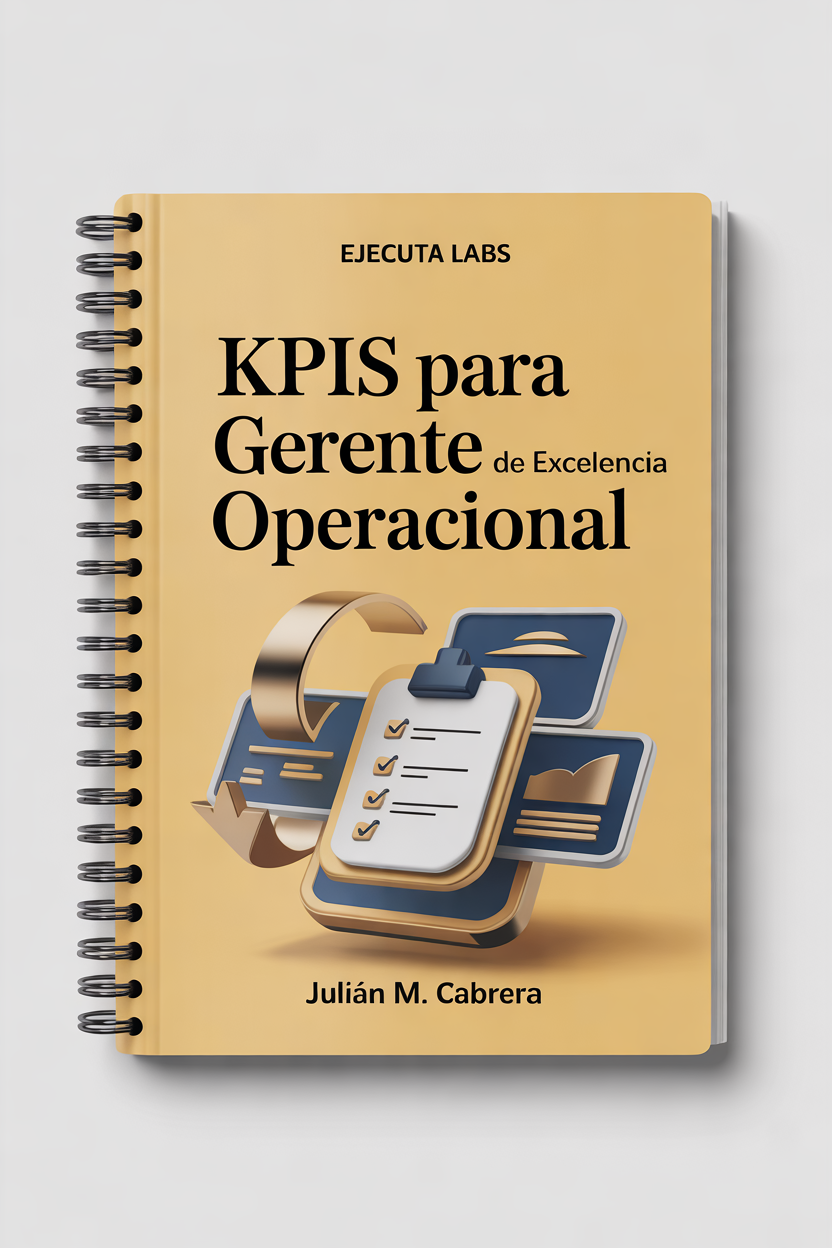 EJECUTA LABS
KPIS para
Gerente de Excelencia
Operacional
Julián M. Cabrera